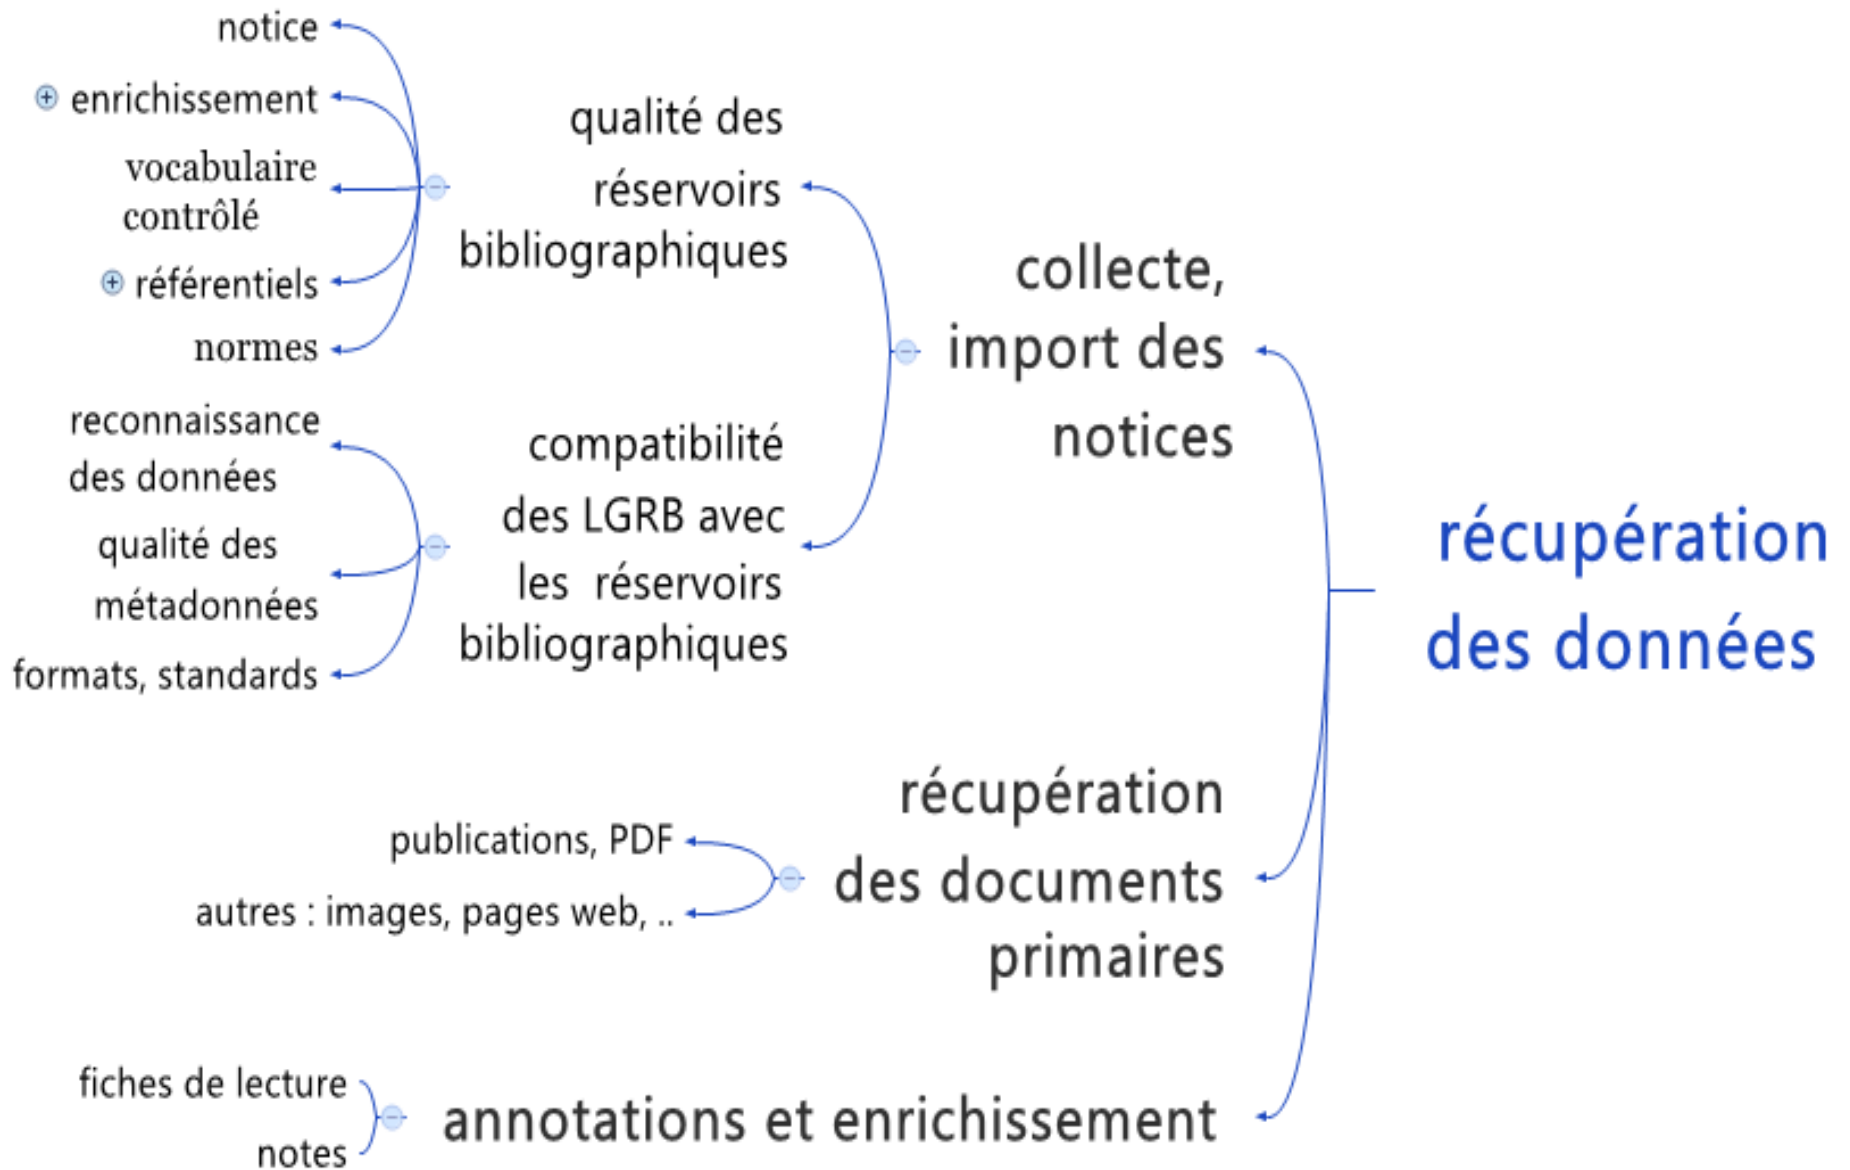 récupération
des données
collecte,
import des
notices
qualité des
réservoirs
bibliographiques
notice
enrichissement
vocabulaire
contrôlé
référentiels
normes
compatibilité
des LGRB avec
les réservoirs
bibliographiques
reconnaissance
des données
qualité des
métadonnées
formats, standards
récupération
des documents
primaires
publications, PDF
autres : images, pages web, ..
annotations et enrichissement
fiches de lecture
notes